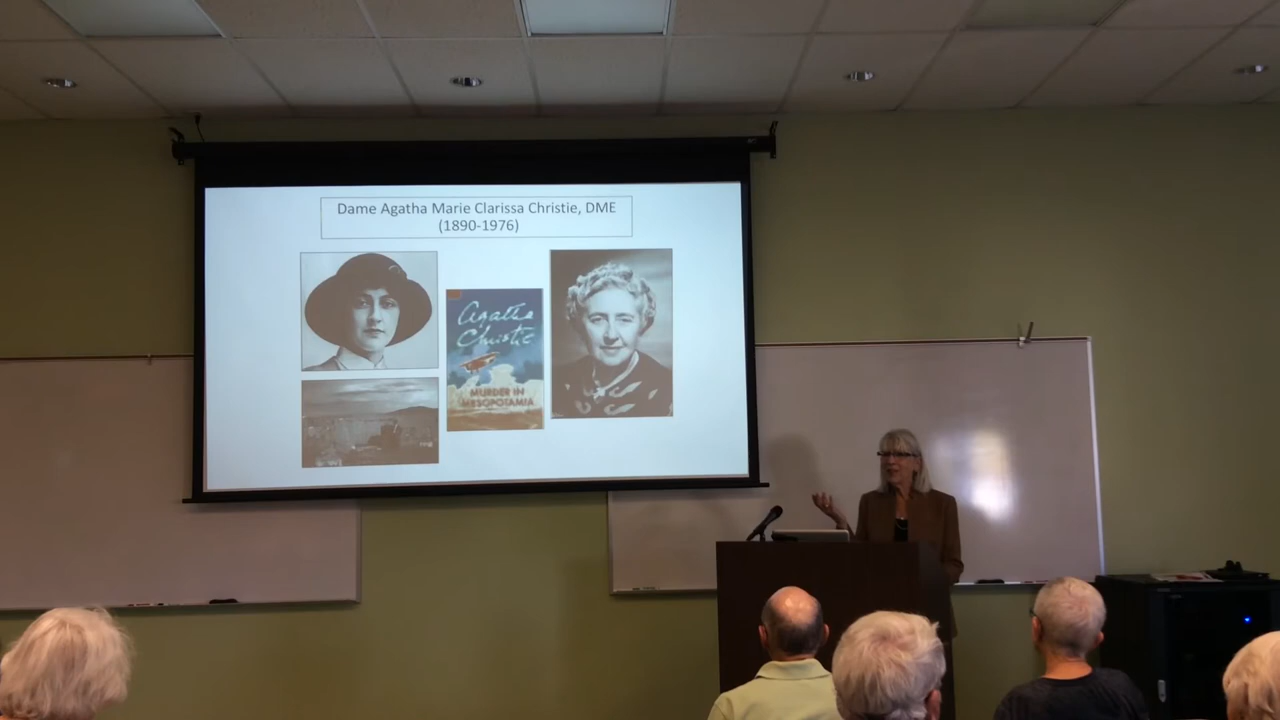 Dame Agatha Marie Clarissa Christie, DME
(1890-1976)
Agatha
Christie
MURDER IN
MESOPOTAMIA